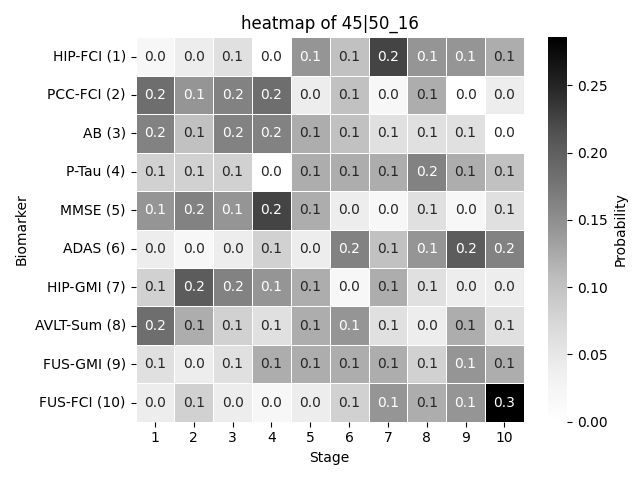 heatmap of 45|50_16
HIP-FCI (1) 0.0 0.0 0.1 0.0 0.1 0.1 0.2 0.1 0.1 0.1
PCC-FCI (2) 0.2 0.1 0.2 0.2 0.0 0.1 0.0 0.1 0.0 0.0
AB (3) 0.2 0.1 0.2 0.2 0.1 0.1 0.1 0.1 0.1 0.0
P-Tau (4) 0.1 0.1 0.1 0.0 0.1 0.1 0.1 0.2 0.1 0.1
MMSE (5) 0.1 0.2 0.1 0.2 0.1 0.0 0.0 0.1 0.0 0.1
ADAS (6) 0.0 0.0 0.0 0.1 0.0 0.2 0.1 0.1 0.2 0.2
HIP-GMI (7) 0.1 0.2 0.2 0.1 0.1 0.0 0.1 0.1 0.0 0.0
AVLT-Sum (8) 0.2 0.1 0.1 0.1 0.1 0.1 0.1 0.0 0.1 0.1
FUS-GMI (9) 0.1 0.0 0.1 0.1 0.1 0.1 0.1 0.1 0.1 0.1
FUS-FCI (10) 0.0 0.1 0.0 0.0 0.0 0.1 0.1 0.1 0.1 0.3
1 2 3 4 5 6 7 8 9 10
Stage
Biomarker
0.25
0.20
0.15
0.10
0.05
0.00
Probability